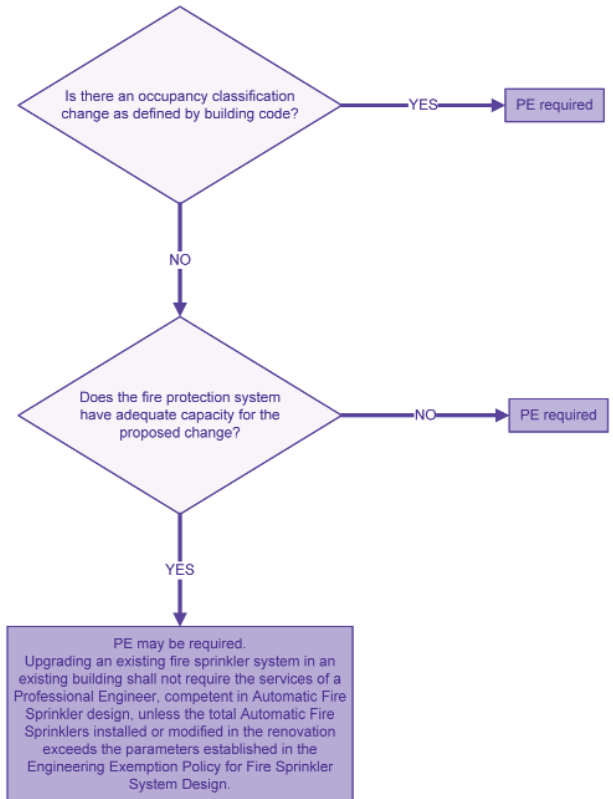 Is there an occupancy classification
change as defined by building code?
YES
PE required
NO
Does the fire protection system
have adequate capacity for the
proposed change?
NO
PE required
YES
PE may be required.
Upgrading an existing fire sprinkler system in an
existing building shall not require the services of a
Professional Engineer, competent in Automatic Fire
Sprinkler design, unless the total Automatic Fire
Sprinklers installed or modified in the renovation
exceeds the parameters established in the
Engineering Exemption Policy for Fire Sprinkler
System Design.